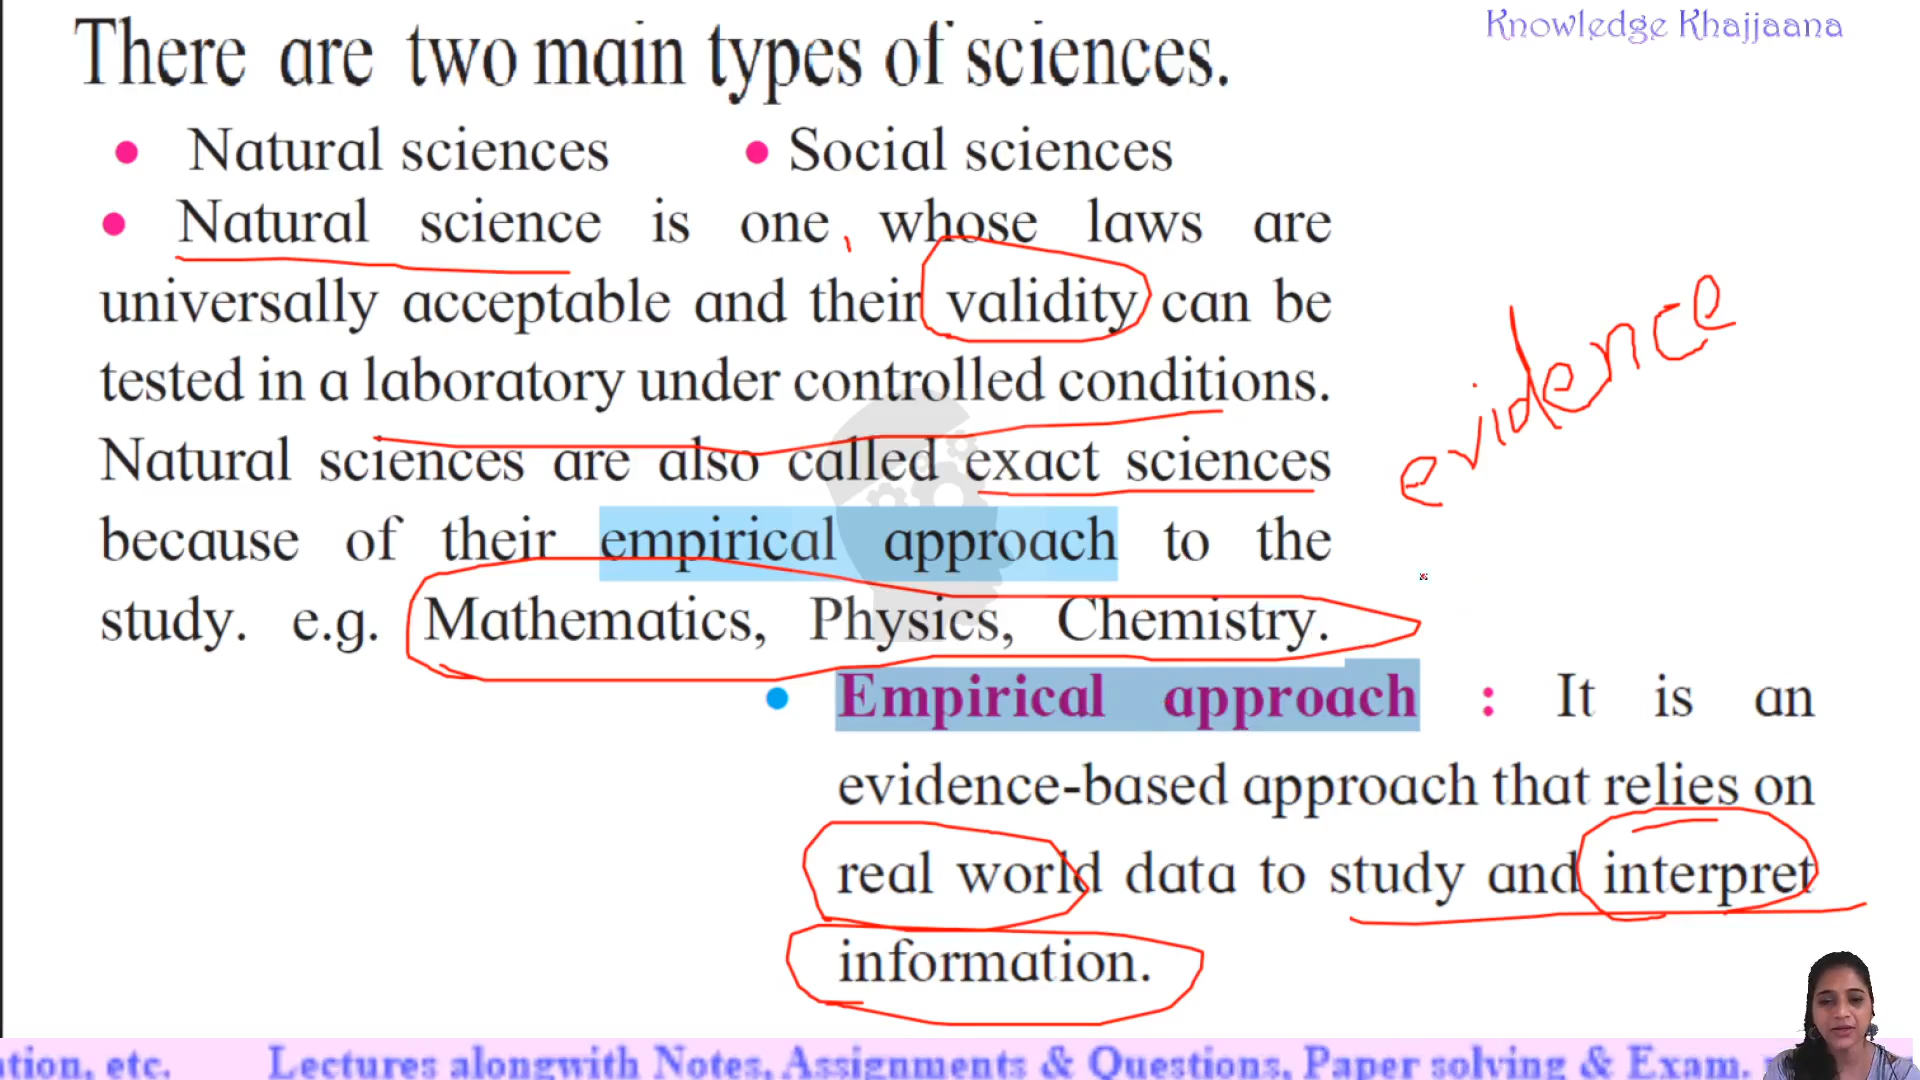 Knowledge Khajjaana
There are two main types of sciences.
• Natural sciences • Social sciences
• Natural science is one, whose laws are
universally acceptable and their validity can be
tested in a laboratory under controlled conditions.
Natural sciences are also called exact sciences
because of their empirical approach to the
study. e.g. Mathematics, Physics, Chemistry.
evidence
• Empirical approach : It is an
evidence-based approach that relies on
real world data to study and interpret
information.
etc. Lectures alongwith Notes, Assignments & Questions, Paper solving & Exam.